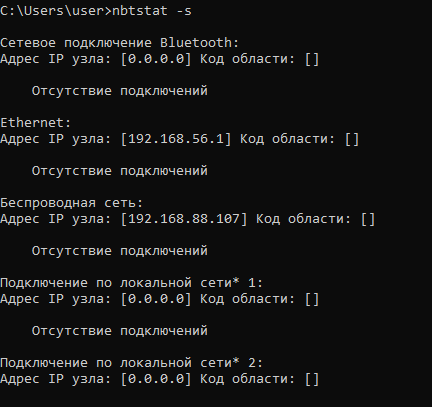 C:\Users\user>nbtstat -s
Сетевое подключение Bluetooth:
Адрес IP узла: [0.0.0.0] Код области: []
Отсутствие подключений
Ethernet:
Адрес IP узла: [192.168.56.1] Код области: []
Отсутствие подключений
Беспроводная сеть:
Адрес IP узла: [192.168.88.107] Код области: []
Отсутствие подключений
Подключение по локальной сети* 1:
Адрес IP узла: [0.0.0.0] Код области: []
Отсутствие подключений
Подключение по локальной сети* 2:
Адрес IP узла: [0.0.0.0] Код области: []